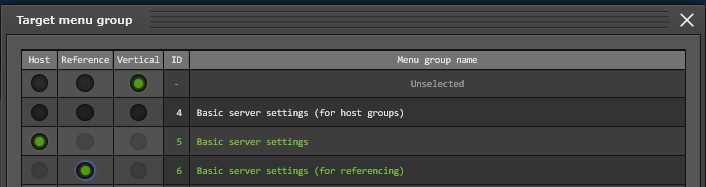 Target menu group
Host Reference Vertical ID Menu group name
- Unselected
4 Basic server settings (for host groups)
5 Basic server settings
6 Basic server settings (for referencing)